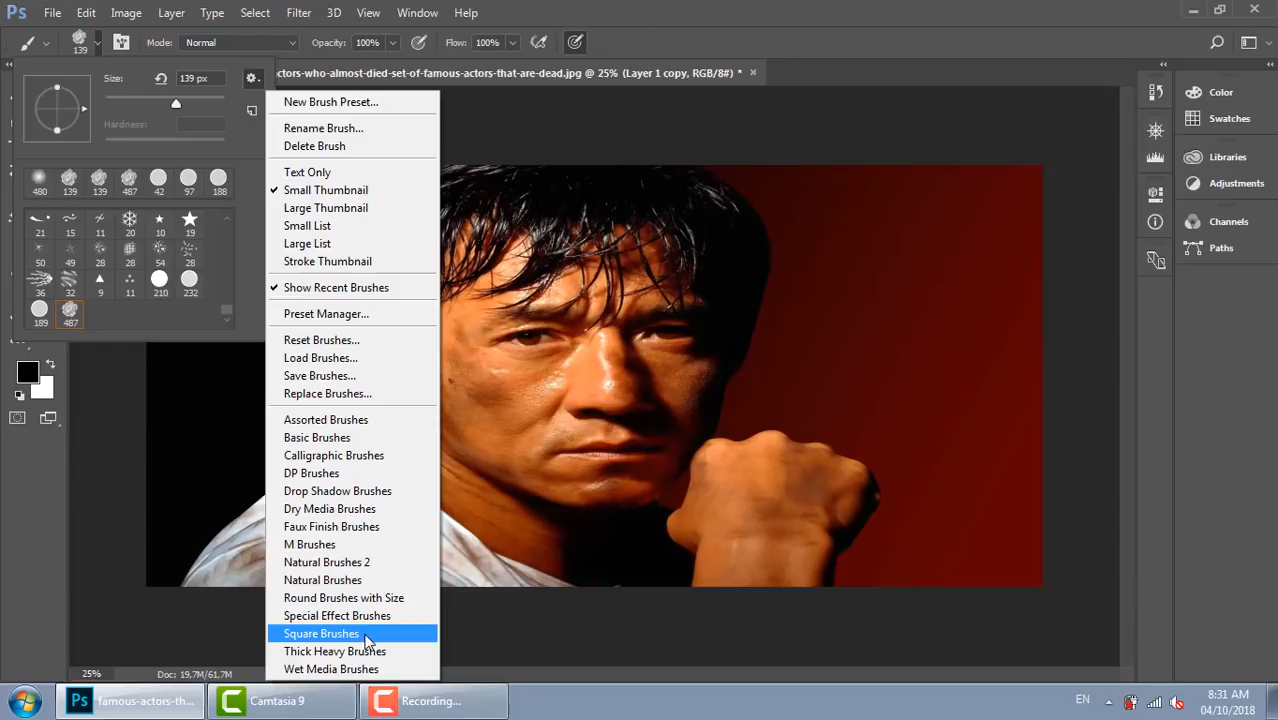 Ps File Edit Image Layer Type Select Filter 3D View Window Help
139 Mode: Normal Opacity: 100% Flow: 100%
ctors-who-almost-died-set-of-famous-actors-that-are-dead.jpg @ 25% (Layer 1 copy, RGB/8#) *
Size: 139 px
Hardness:
480 139 139 487 42 97 188
21 15 11 20 10 19
50 49 28 28 54 28
36 32 9 11 210 232
189 487
New Brush Preset...
Rename Brush...
Delete Brush
Text Only
Small Thumbnail
Large Thumbnail
Small List
Large List
Stroke Thumbnail
Show Recent Brushes
Preset Manager...
Reset Brushes...
Load Brushes...
Save Brushes...
Replace Brushes...
Assorted Brushes
Basic Brushes
Calligraphic Brushes
DP Brushes
Drop Shadow Brushes
Dry Media Brushes
Faux Finish Brushes
M Brushes
Natural Brushes 2
Natural Brushes
Round Brushes with Size
Special Effect Brushes
Square Brushes
Thick Heavy Brushes
Wet Media Brushes
Color
Swatches
Libraries
Adjustments
Channels
Paths
25% Doc: 19,7M/61,7M
Ps famous-actors-th...
Camtasia 9
Recording...
EN
8:31 AM
04/10/2018